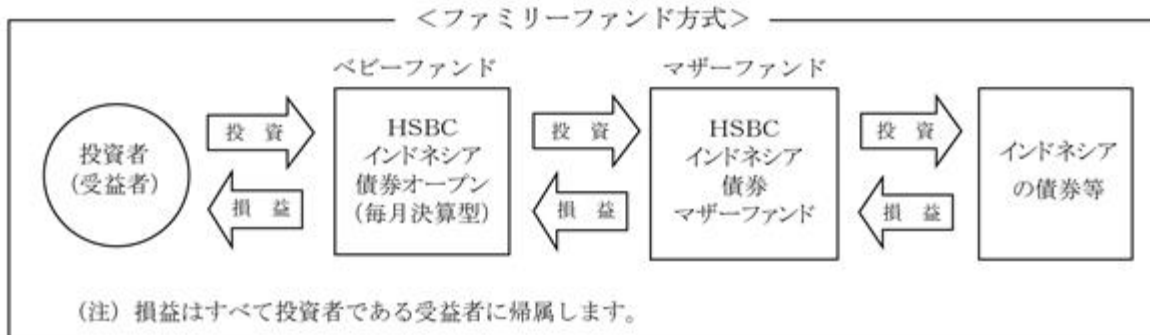 ＜ファミリーファンド方式＞
ベビーファンド
マザーファンド
投資者
(受益者)
投 資
損 益
HSBC
インドネシア
債券オープン
(毎月決算型)
投 資
損 益
HSBC
インドネシア
債券
マザーファンド
投 資
損 益
インドネシア
の債券等
(注) 損益はすべて投資者である受益者に帰属します。